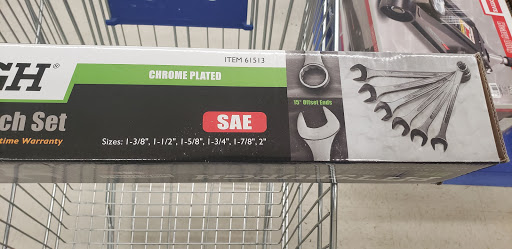 ITEM 61513
GH®
CHROME PLATED
15° Offset Ends
ch Set
SAE
time Warranty
Sizes: 1-3/8", 1-1/2", 1-5/8", 1-3/4", 1-7/8", 2"